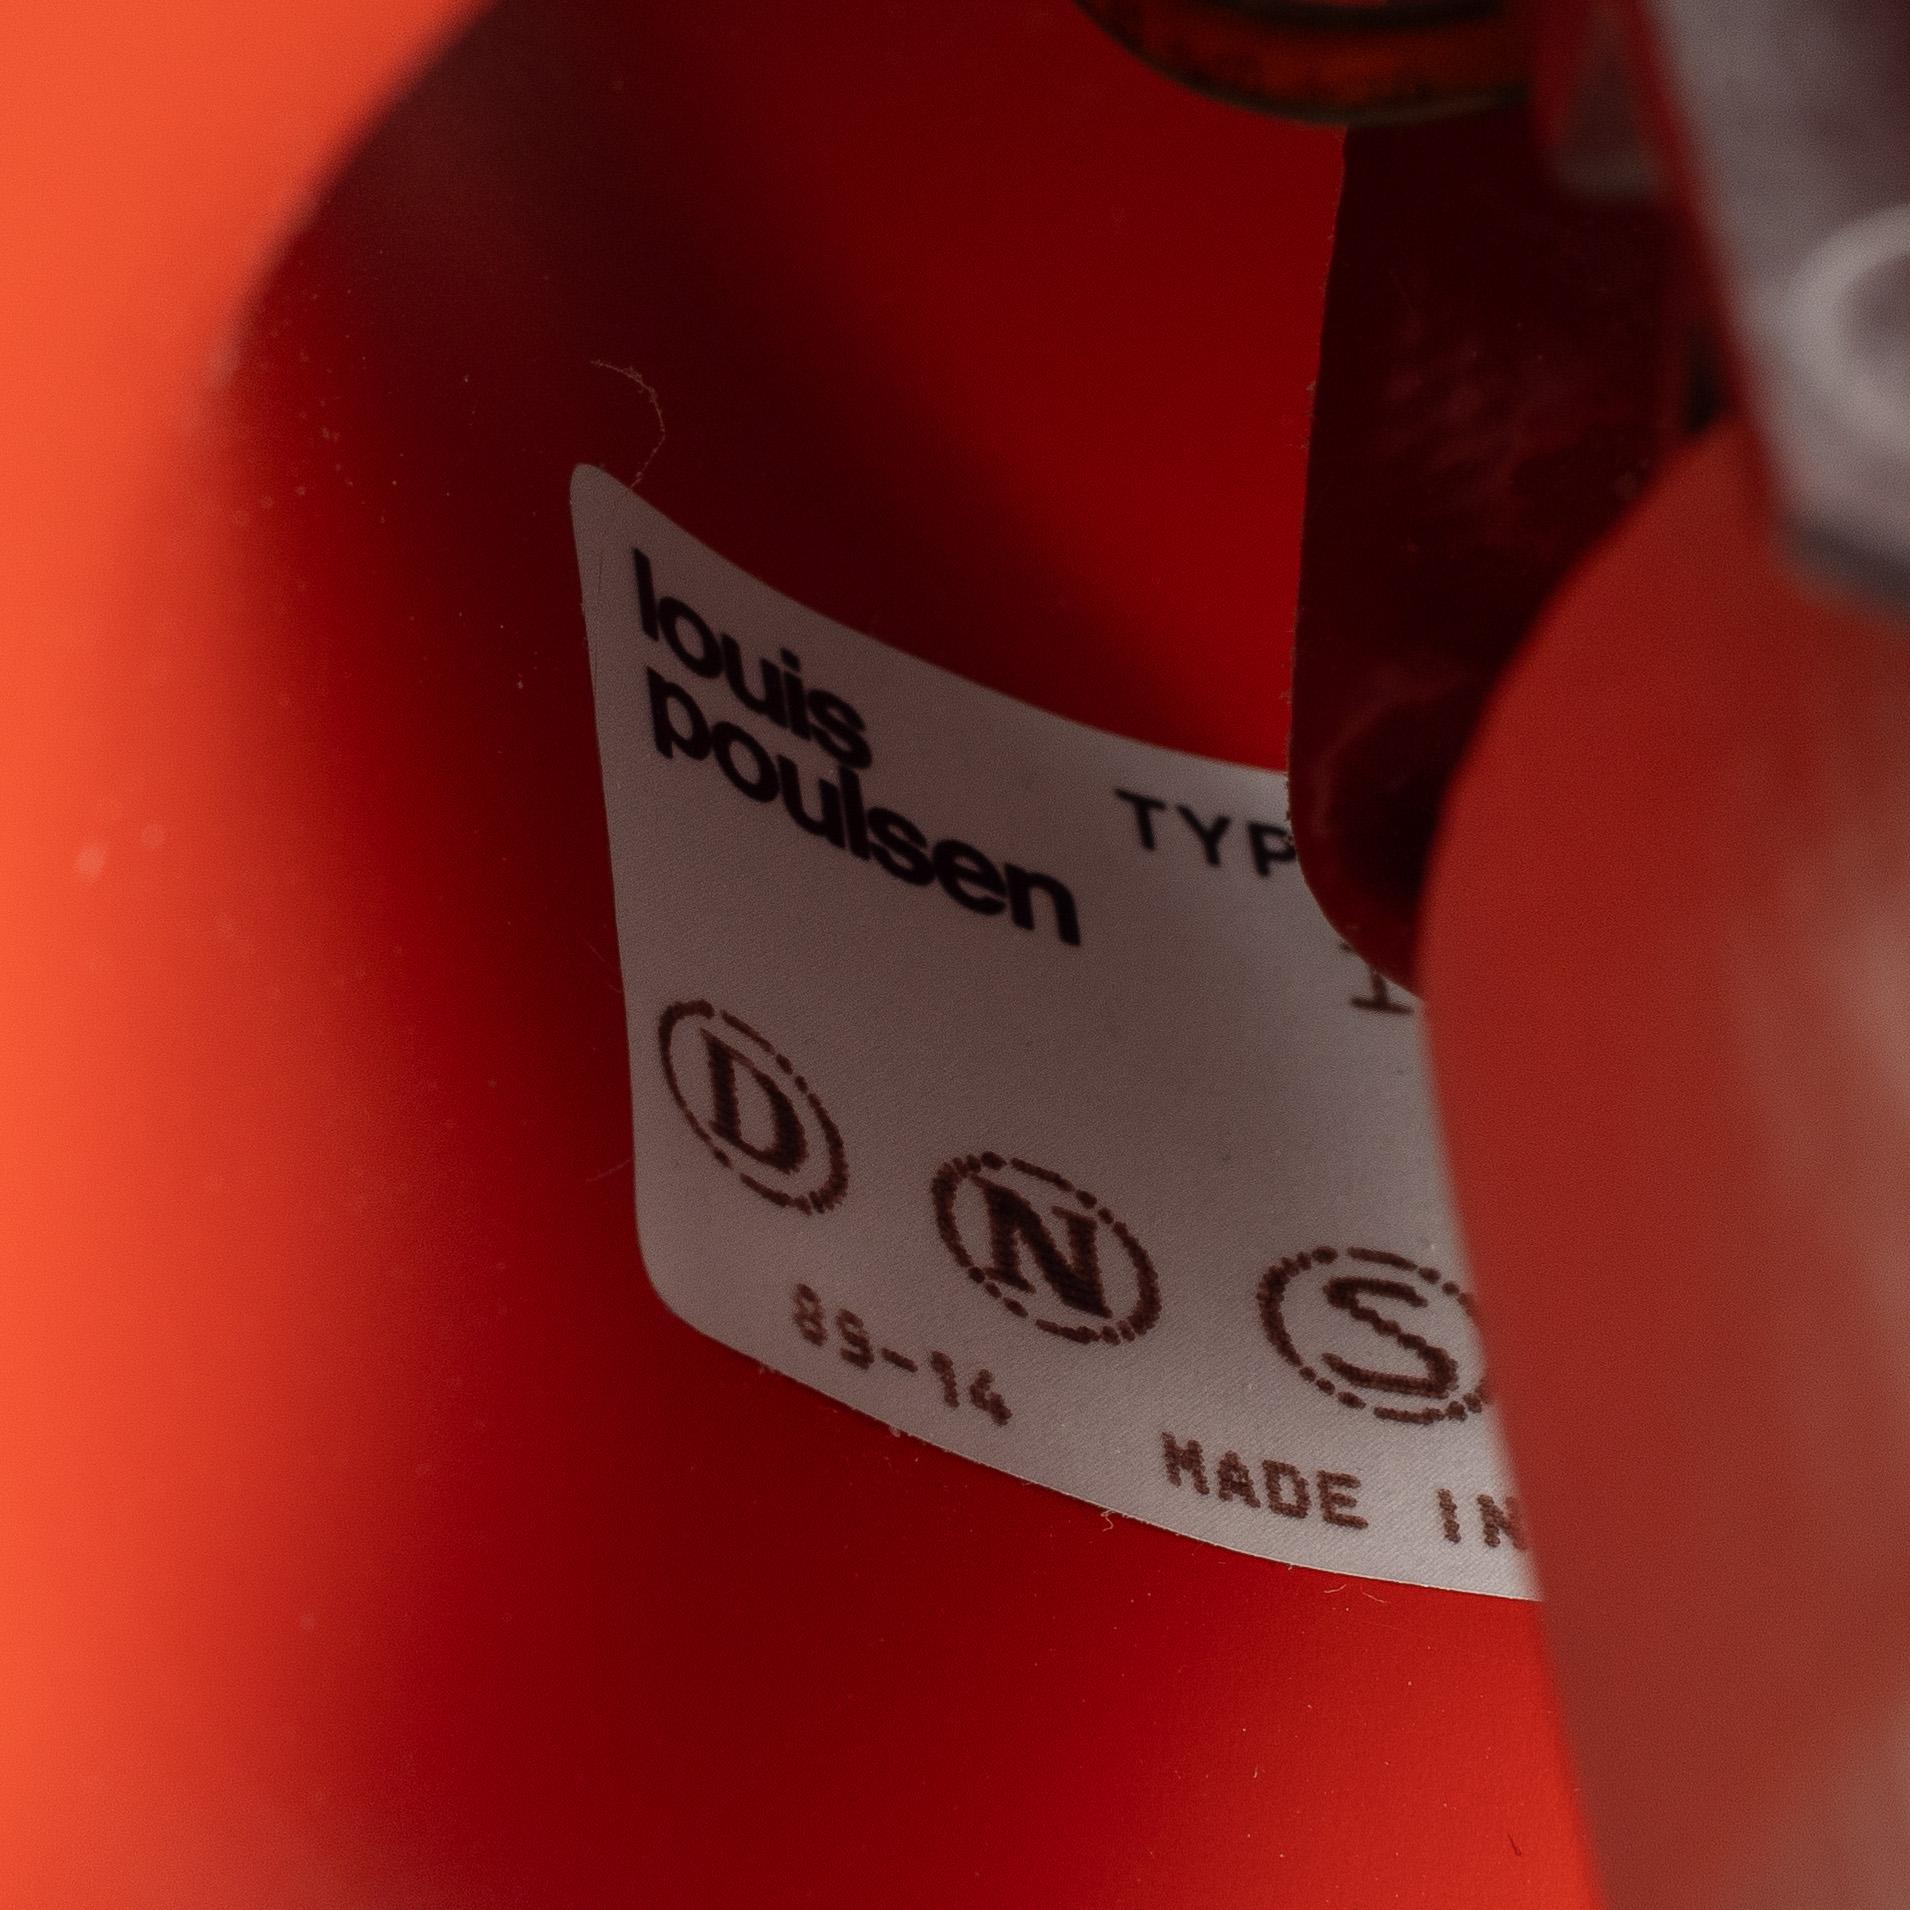 louis
poulsen
TYP
D N S
89-14
MADE IN